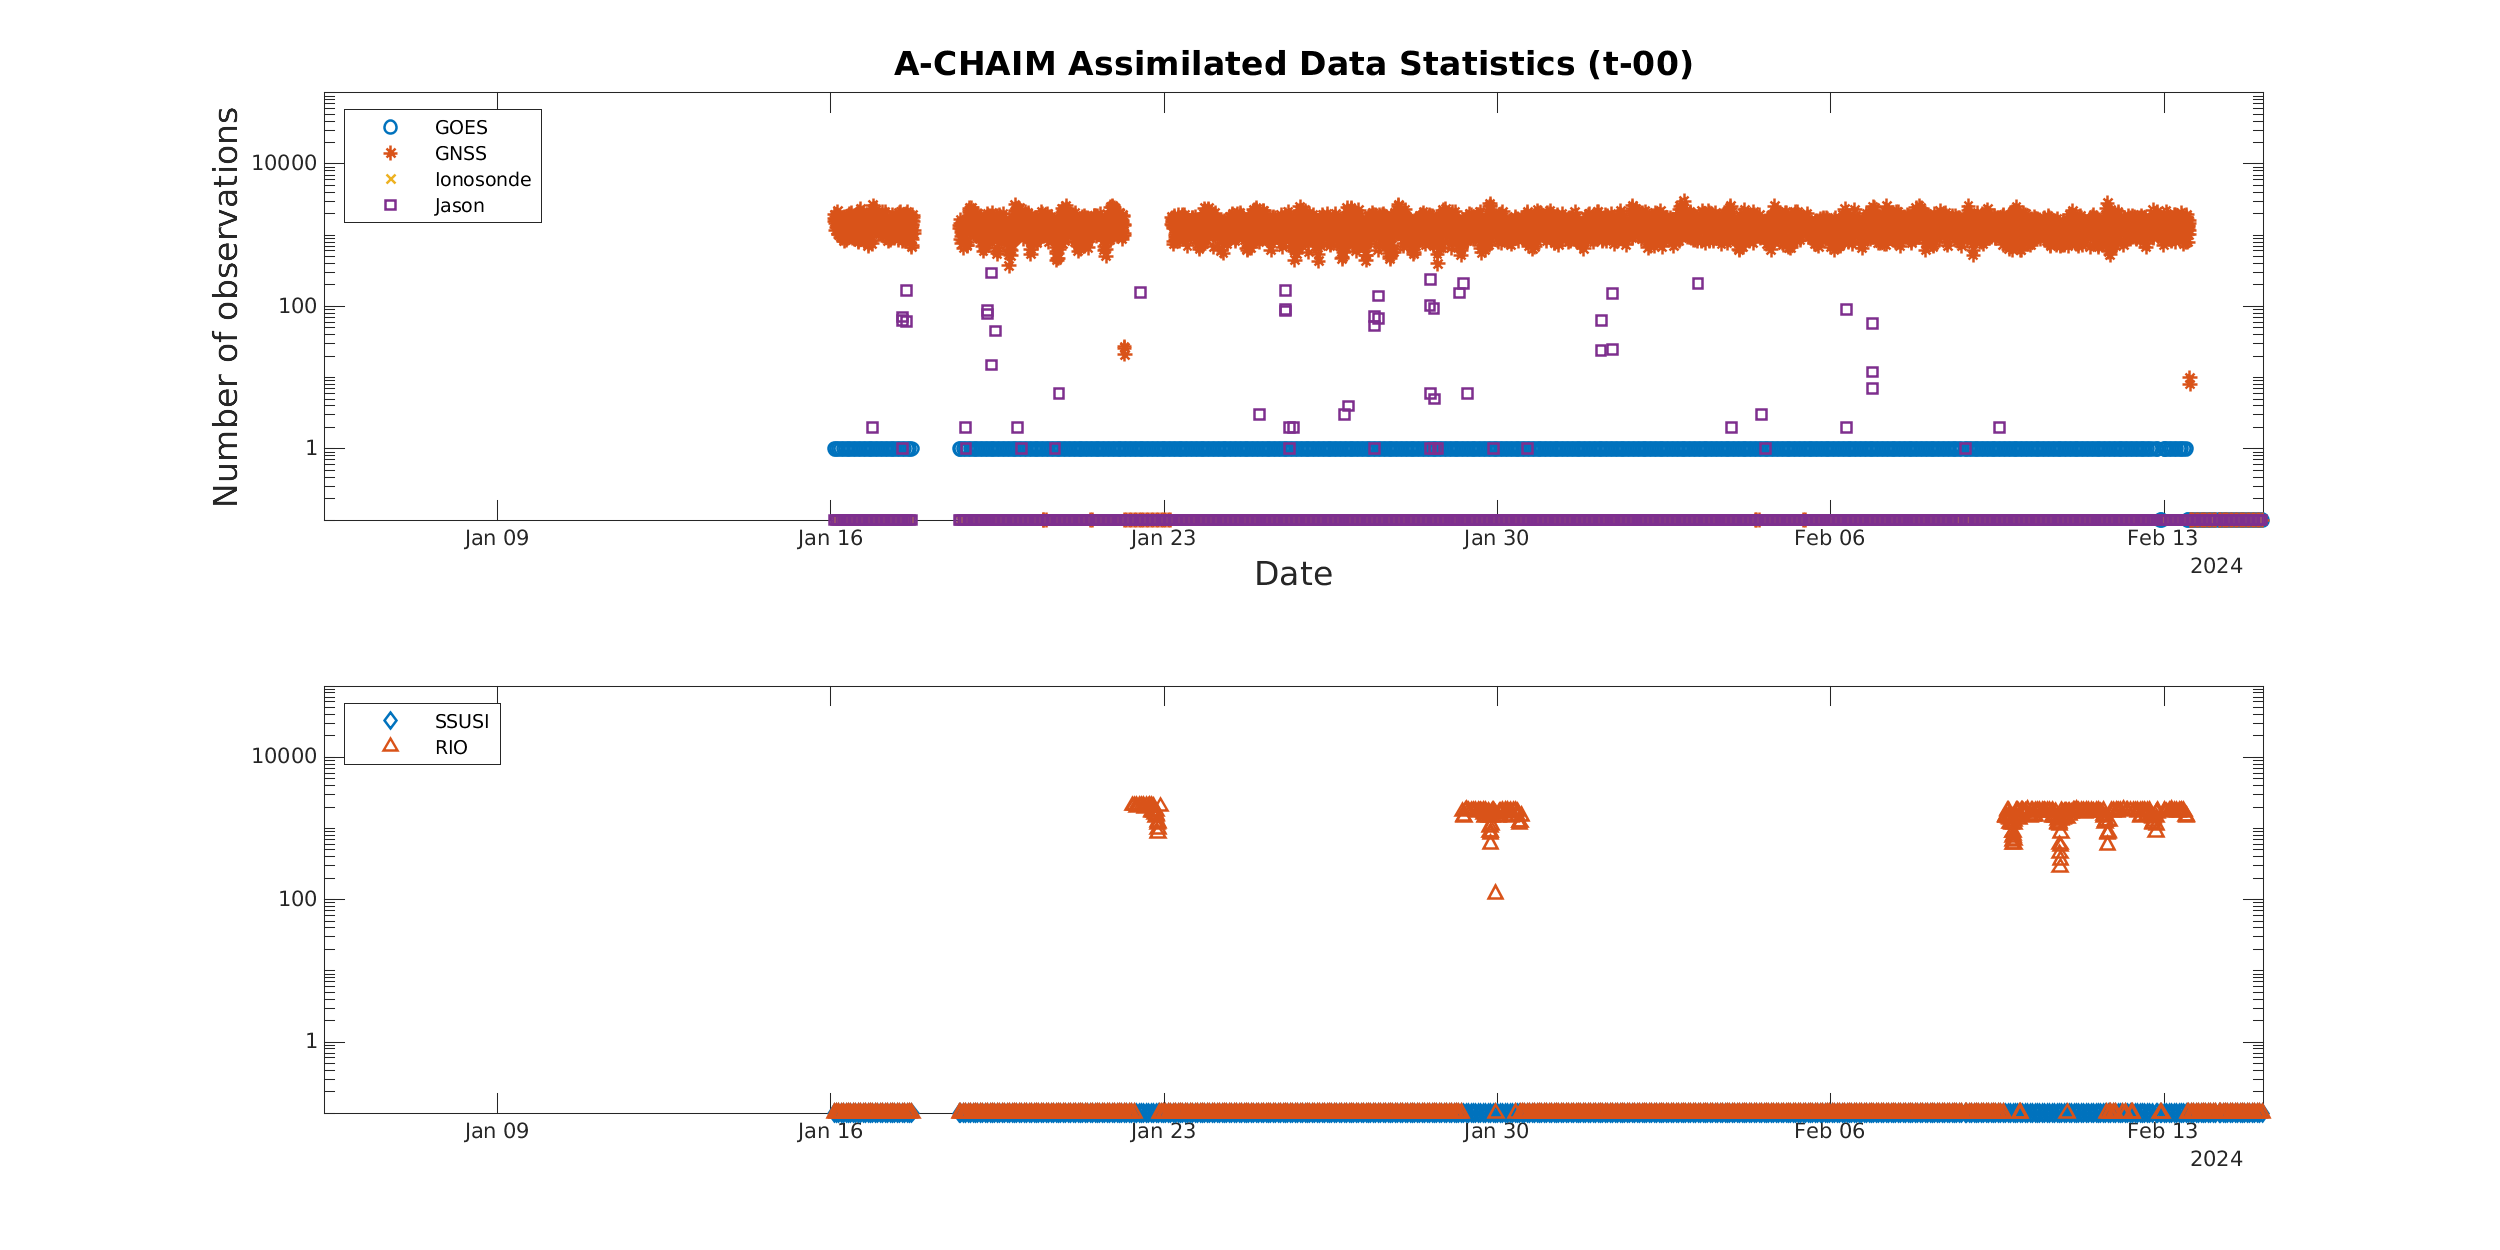 A-CHAIM Assimilated Data Statistics (t-00)
Number of observations
10000
100
1
GOES
GNSS
Ionosonde
Jason
Jan 09 Jan 16 Jan 23 Jan 30 Feb 06 Feb 13
2024
Date
10000
100
1
SSUSI
RIO
Jan 09 Jan 16 Jan 23 Jan 30 Feb 06 Feb 13
2024